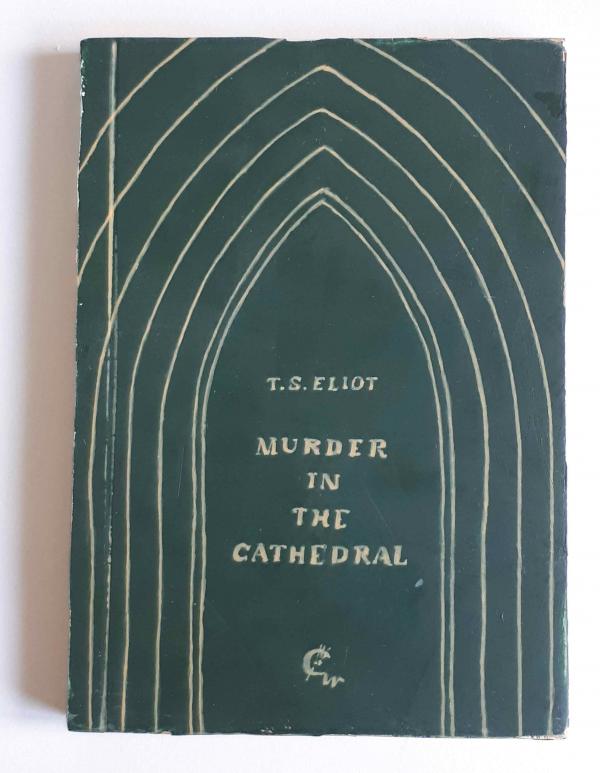 T.S. ELIOT
MURDER
IN
THE
CATHEDRAL